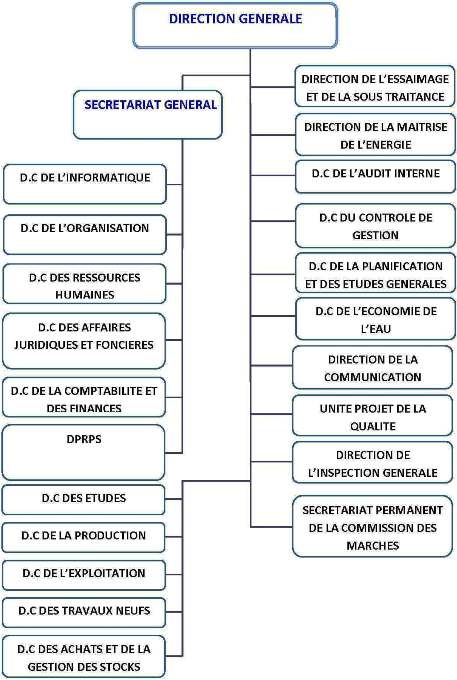 DIRECTION GENERALE
SECRETARIAT GENERAL
D.C DE L'INFORMATIQUE
D.C DE L'ORGANISATION
D.C DES RESSOURCES
HUMAINES
D.C DES AFFAIRES
JURIDIQUES ET FONCIERES
D.C DE LA COMPTABILITE ET
DES FINANCES
DPRPS
D.C DES ETUDES
D.C DE LA PRODUCTION
D.C DE L'EXPLOITATION
D.C DES TRAVAUX NEUFS
D.C DES ACHATS ET DE LA
GESTION DES STOCKS
DIRECTION DE L'ESSAIMAGE
ET DE LA SOUS TRAITANCE
DIRECTION DE LA MAITRISE
DE L'ENERGIE
D.C DE L'AUDIT INTERNE
D.C DU CONTROLE DE
GESTION
D.C DE LA PLANIFICATION
ET DES ETUDES GENERALES
D.C DE L'ECONOMIE DE
L'EAU
DIRECTION DE LA
COMMUNICATION
UNITE PROJET DE LA
QUALITE
DIRECTION DE
L'INSPECTION GENERALE
SECRETARIAT PERMANENT
DE LA COMMISSION DES
MARCHES